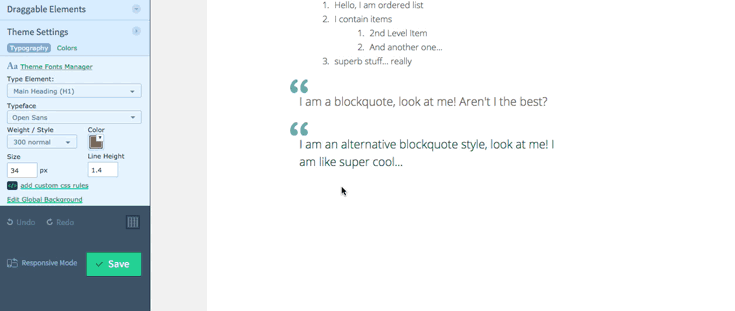 Draggable Elements
Theme Settings
Typography Colors
Aa Theme Fonts Manager
Type Element:
Main Heading (H1)
Typeface
Open Sans
Weight / Style Color
300 normal
Size Line Height
34 px 1.4
</> add custom css rules
Edit Global Background
Undo Redo
Responsive Mode Save
1. Hello, I am ordered list
2. I contain items
1. 2nd Level Item
2. And another one...
3. superb stuff... really
“
I am a blockquote, look at me! Aren't I the best?
“
I am an alternative blockquote style, look at me! I
am like super cool...